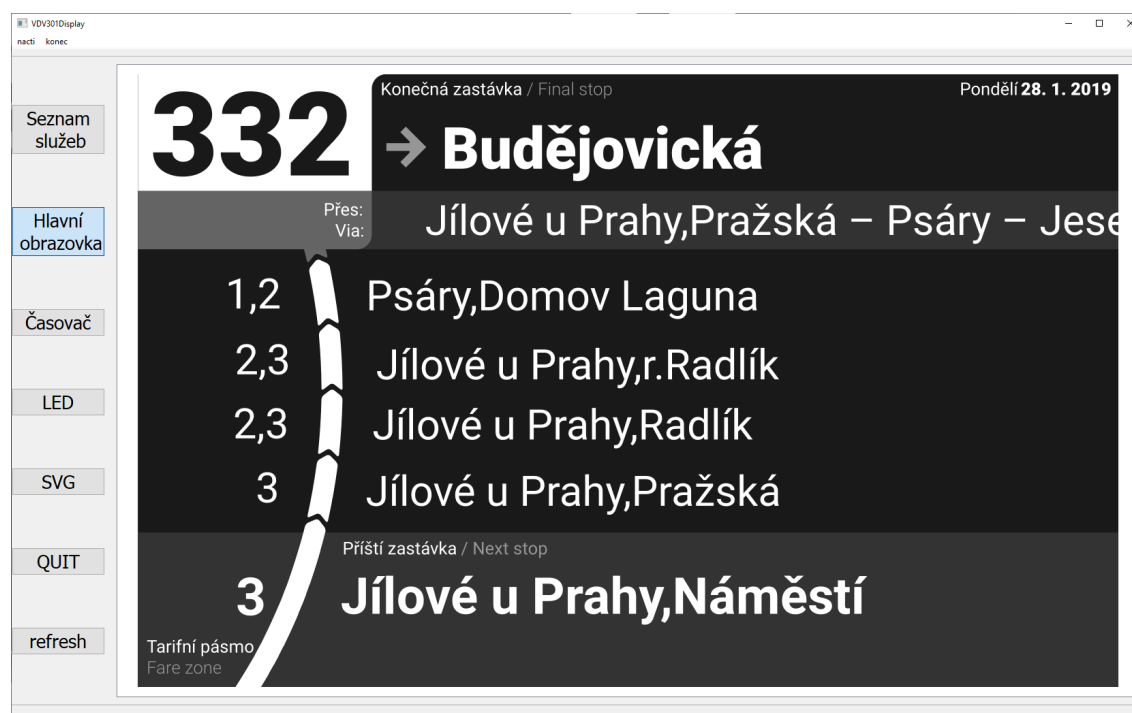 VDV301Display
nacti konec
Seznam
služeb
Hlavní
obrazovka
Časovač
LED
SVG
QUIT
refresh
332
Konečná zastávka / Final stop
Pondělí 28. 1. 2019
→ Budějovická
Přes:
Via:
Jílové u Prahy,Pražská – Psáry – Jese
1,2 Psáry,Domov Laguna
2,3 Jílové u Prahy,r.Radlík
2,3 Jílové u Prahy,Radlík
3 Jílové u Prahy,Pražská
Příští zastávka / Next stop
3 Jílové u Prahy,Náměstí
Tarifní pásmo
Fare zone